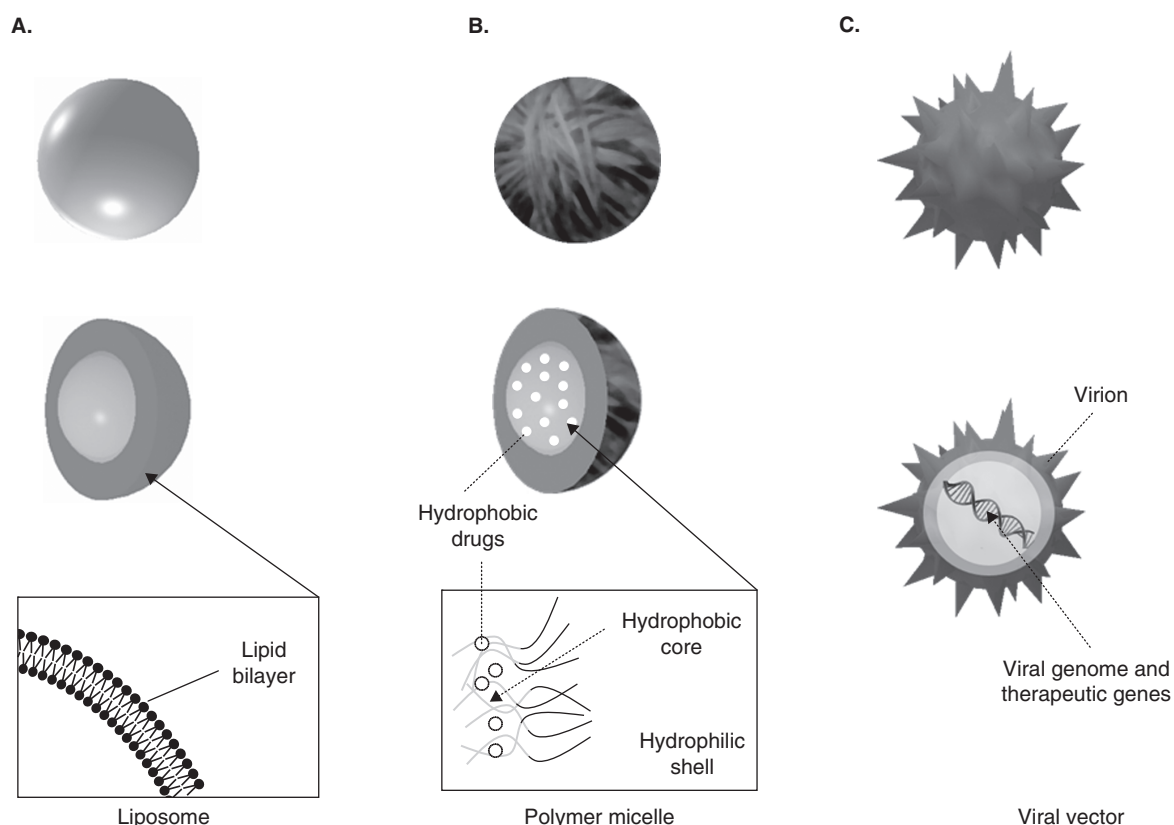 A.
B.
C.
Virion
Hydrophobic
drugs
Lipid
bilayer
Hydrophobic
core
Hydrophilic
shell
Viral genome and
therapeutic genes
Liposome
Polymer micelle
Viral vector